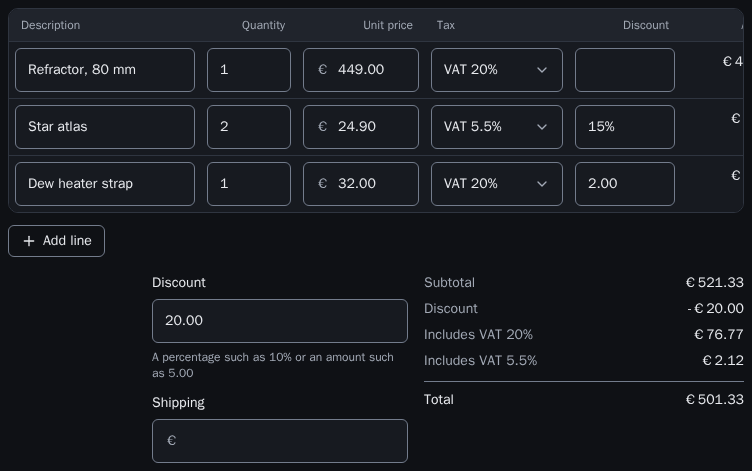 Description Quantity Unit price Tax Discount
Refractor, 80 mm 1 € 449.00 VAT 20% € 4
Star atlas 2 € 24.90 VAT 5.5% 15% €
Dew heater strap 1 € 32.00 VAT 20% 2.00 €
+ Add line
Discount
20.00
A percentage such as 10% or an amount such
as 5.00
Shipping
€
Subtotal € 521.33
Discount - € 20.00
Includes VAT 20% € 76.77
Includes VAT 5.5% € 2.12
Total € 501.33